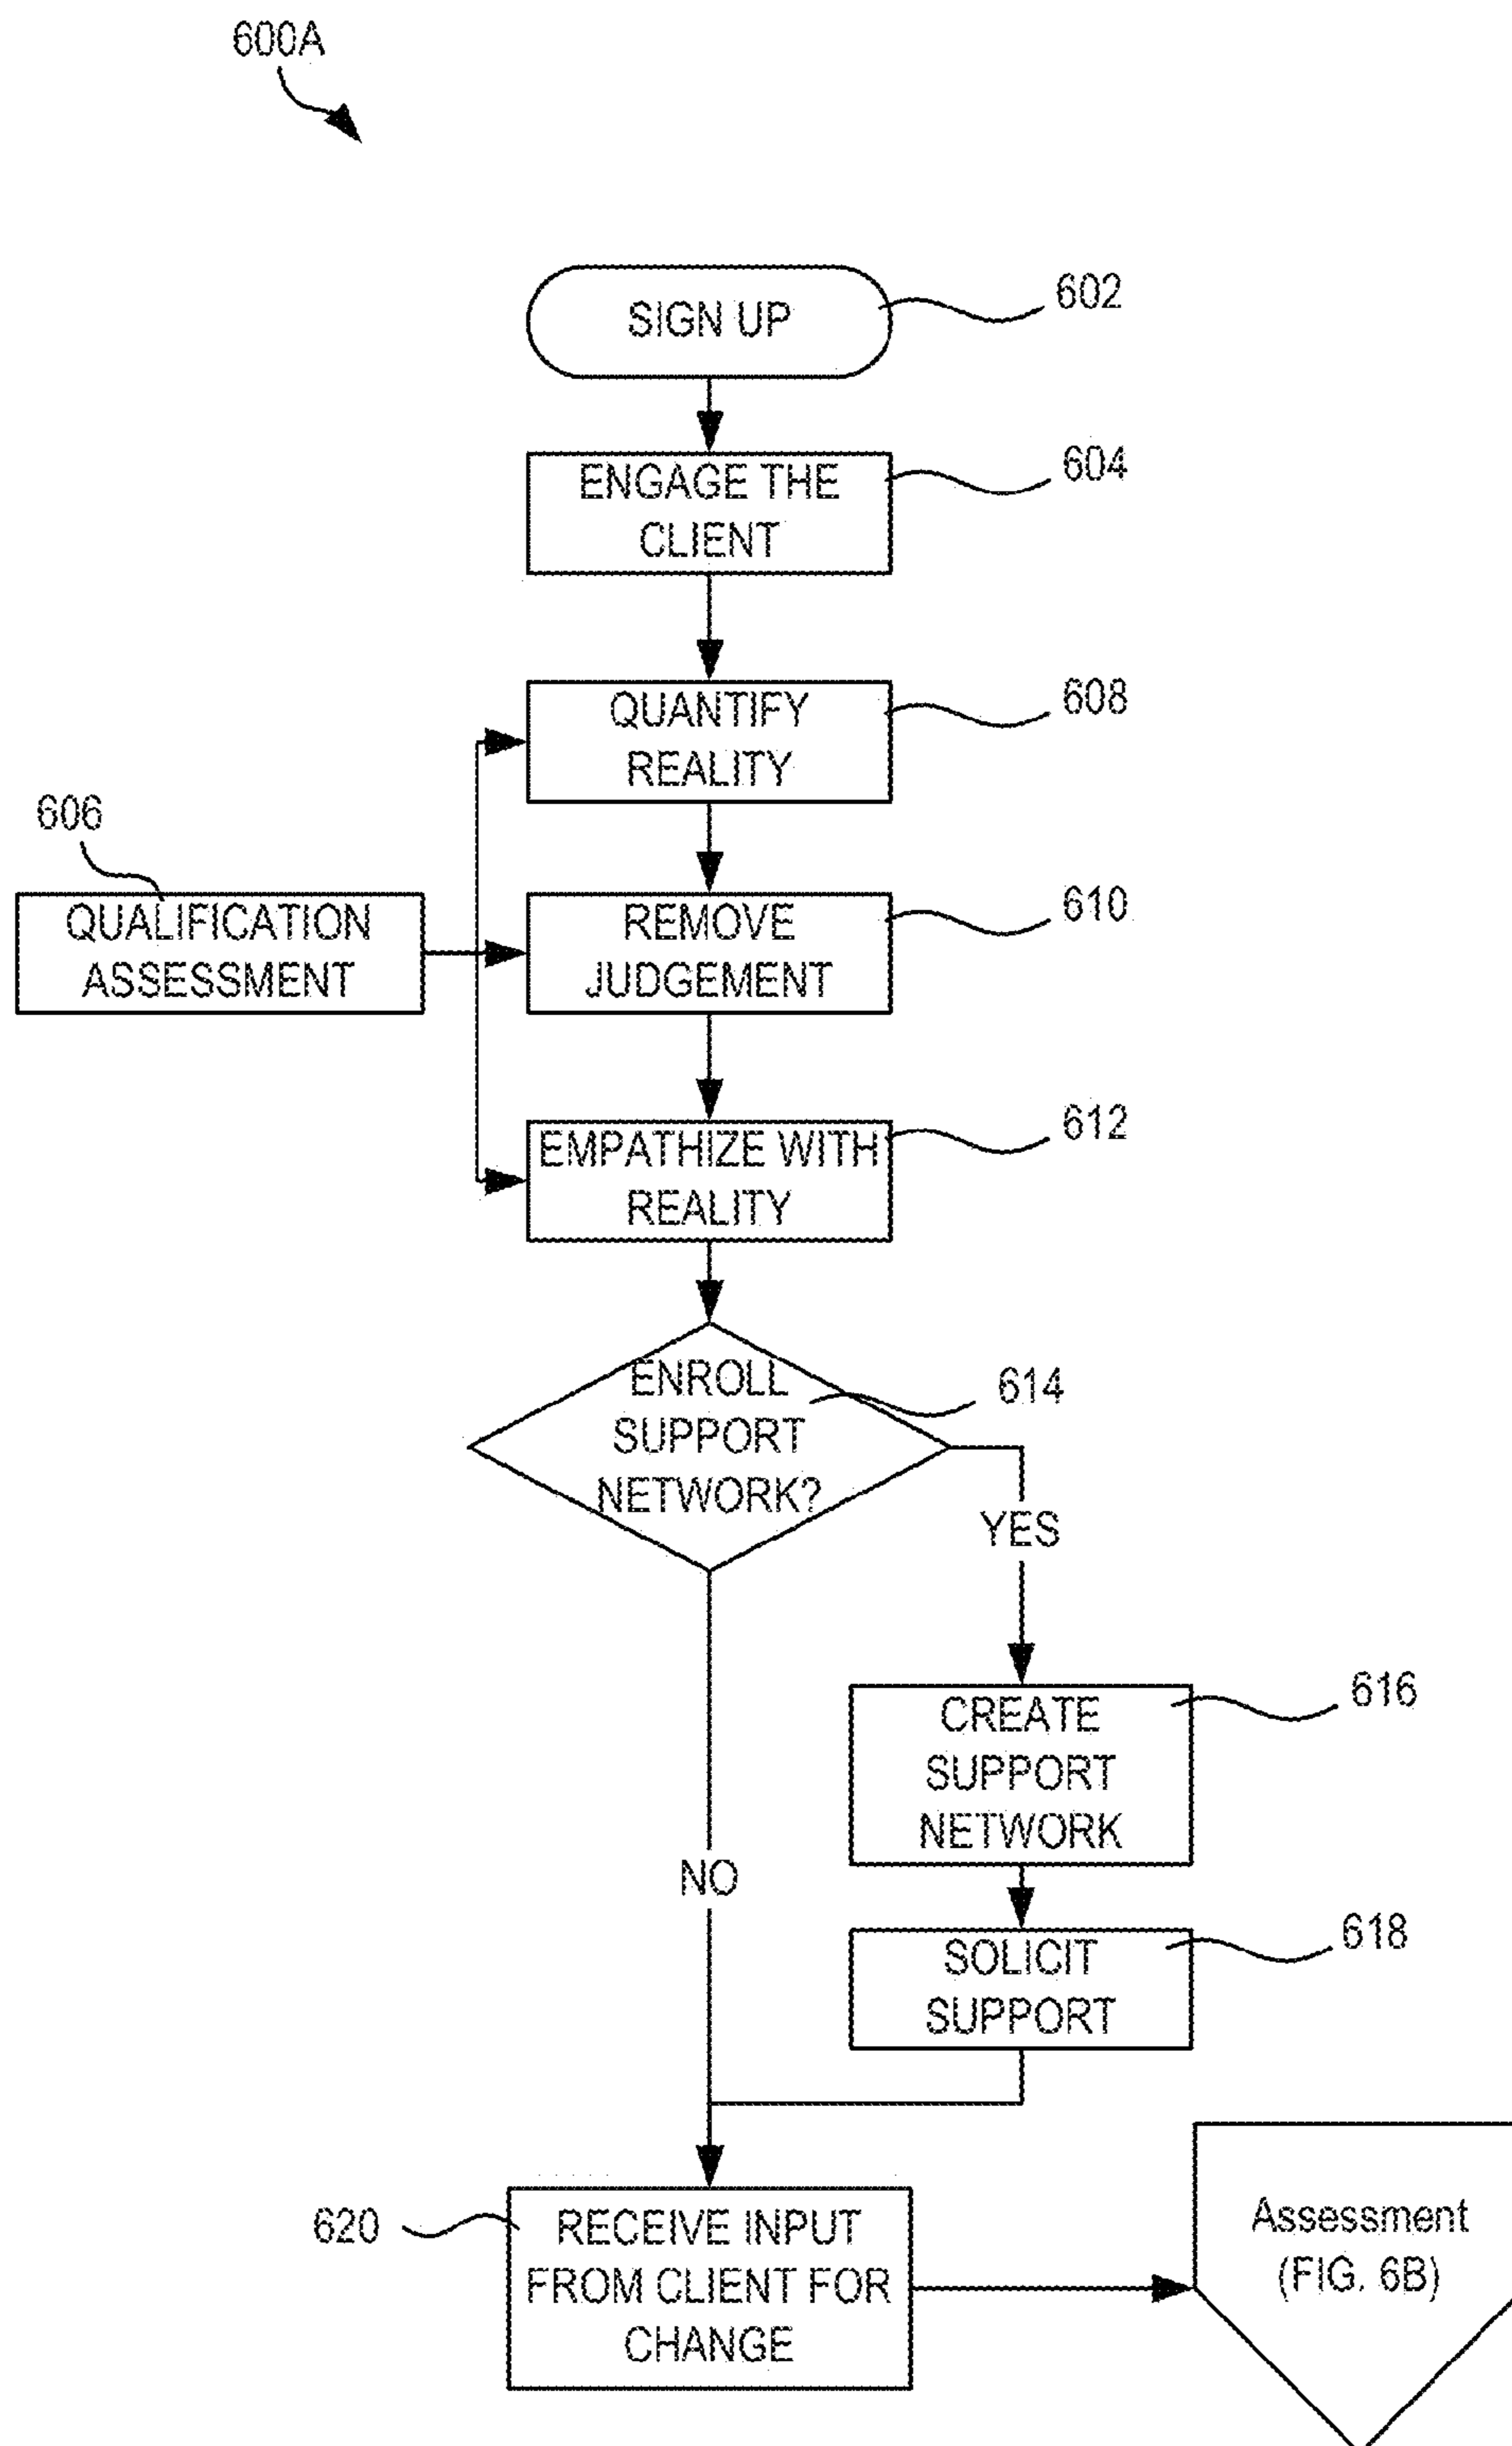 600A
SIGN UP
602
ENGAGE THE
CLIENT
604
QUANTIFY
REALITY
608
606
QUALIFICATION
ASSESSMENT
REMOVE
JUDGEMENT
610
EMPATHIZE WITH
REALITY
612
ENROLL
SUPPORT
NETWORK?
614
YES
CREATE
SUPPORT
NETWORK
616
NO
SOLICIT
SUPPORT
618
620
RECEIVE INPUT
FROM CLIENT FOR
CHANGE
Assessment
(FIG. 6B)